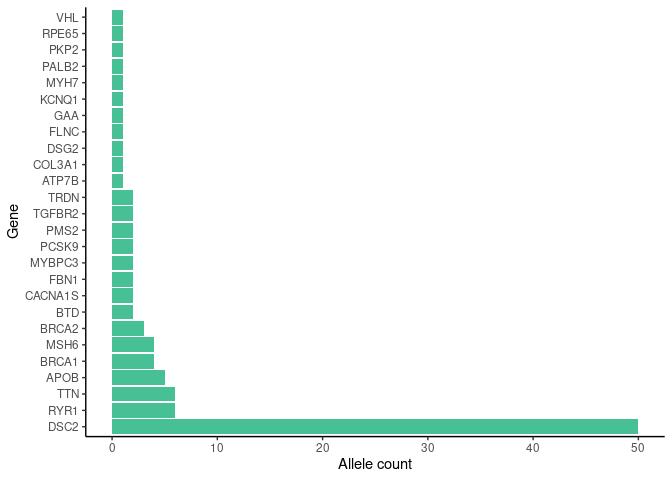 VHL
RPE65
PKP2
PALB2
MYH7
KCNQ1
GAA
FLNC
DSG2
COL3A1
ATP7B
TRDN
TGFBR2
PMS2
PCSK9
MYBPC3
FBN1
CACNA1S
BTD
BRCA2
MSH6
BRCA1
APOB
TTN
RYR1
DSC2
Gene
0 10 20 30 40 50
Allele count